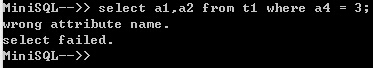 MiniSQL-->> select a1,a2 from t1 where a4 = 3;
wrong attribute name.
select failed.
MiniSQL-->>